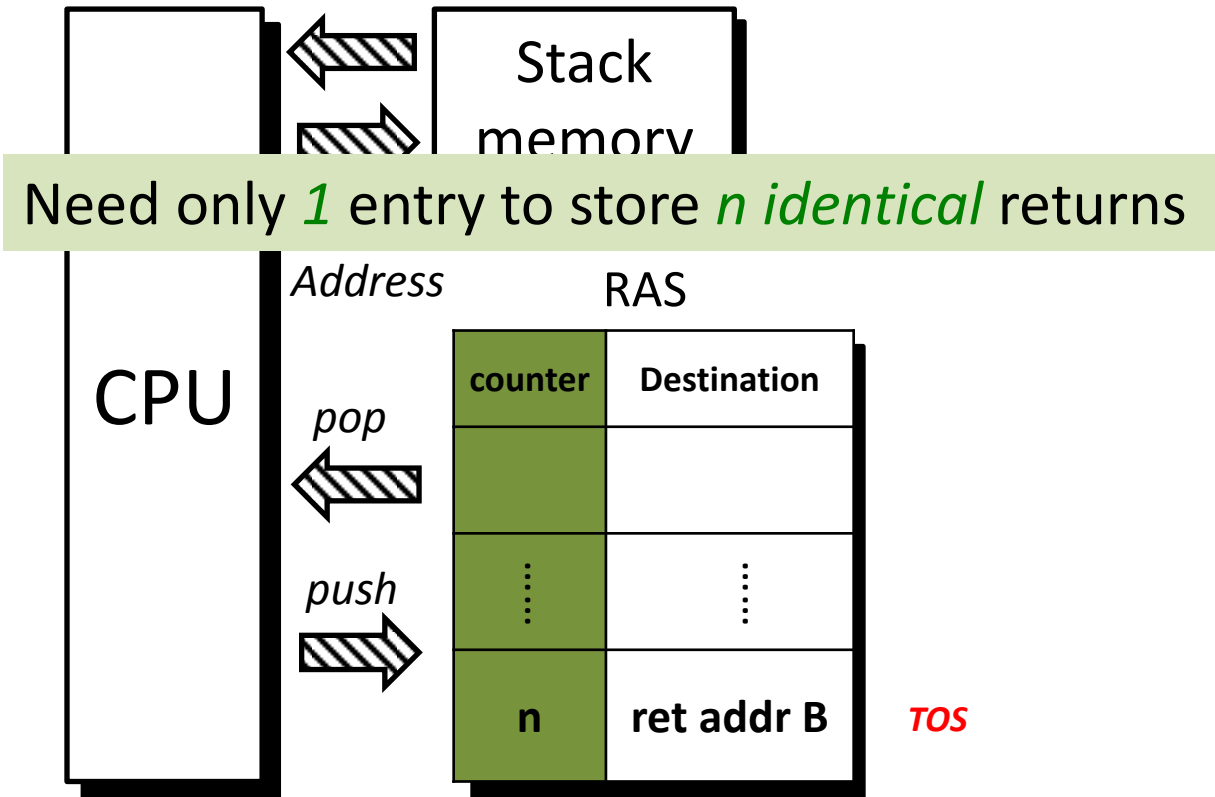 Stack
memory
Need only 1 entry to store n identical returns
Address
RAS
CPU
counter Destination
pop
push
n ret addr B
TOS